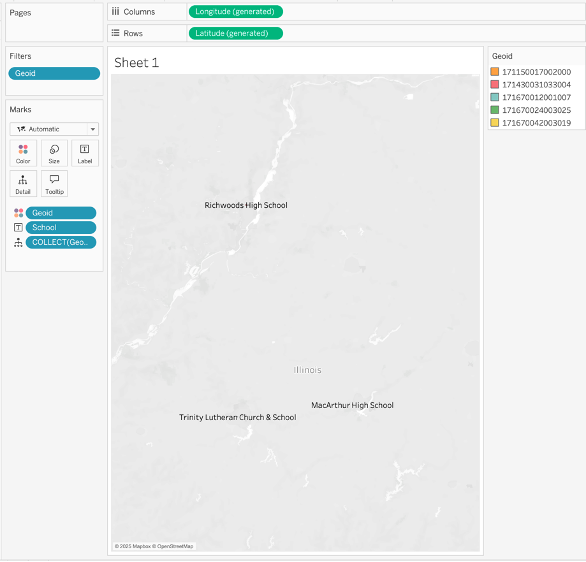 Pages
Columns
Longitude (generated)
Rows
Latitude (generated)
Filters
Geoid
Marks
Automatic
Color
Size
Label
Detail
Tooltip
Geoid
School
COLLECT(Geo..
Sheet 1
Richwoods High School
Illinois
MacArthur High School
Trinity Lutheran Church & School
© 2025 Mapbox © OpenStreetMap
Geoid
171150017002000
171430031033004
171670012001007
171670024003025
171670042003019